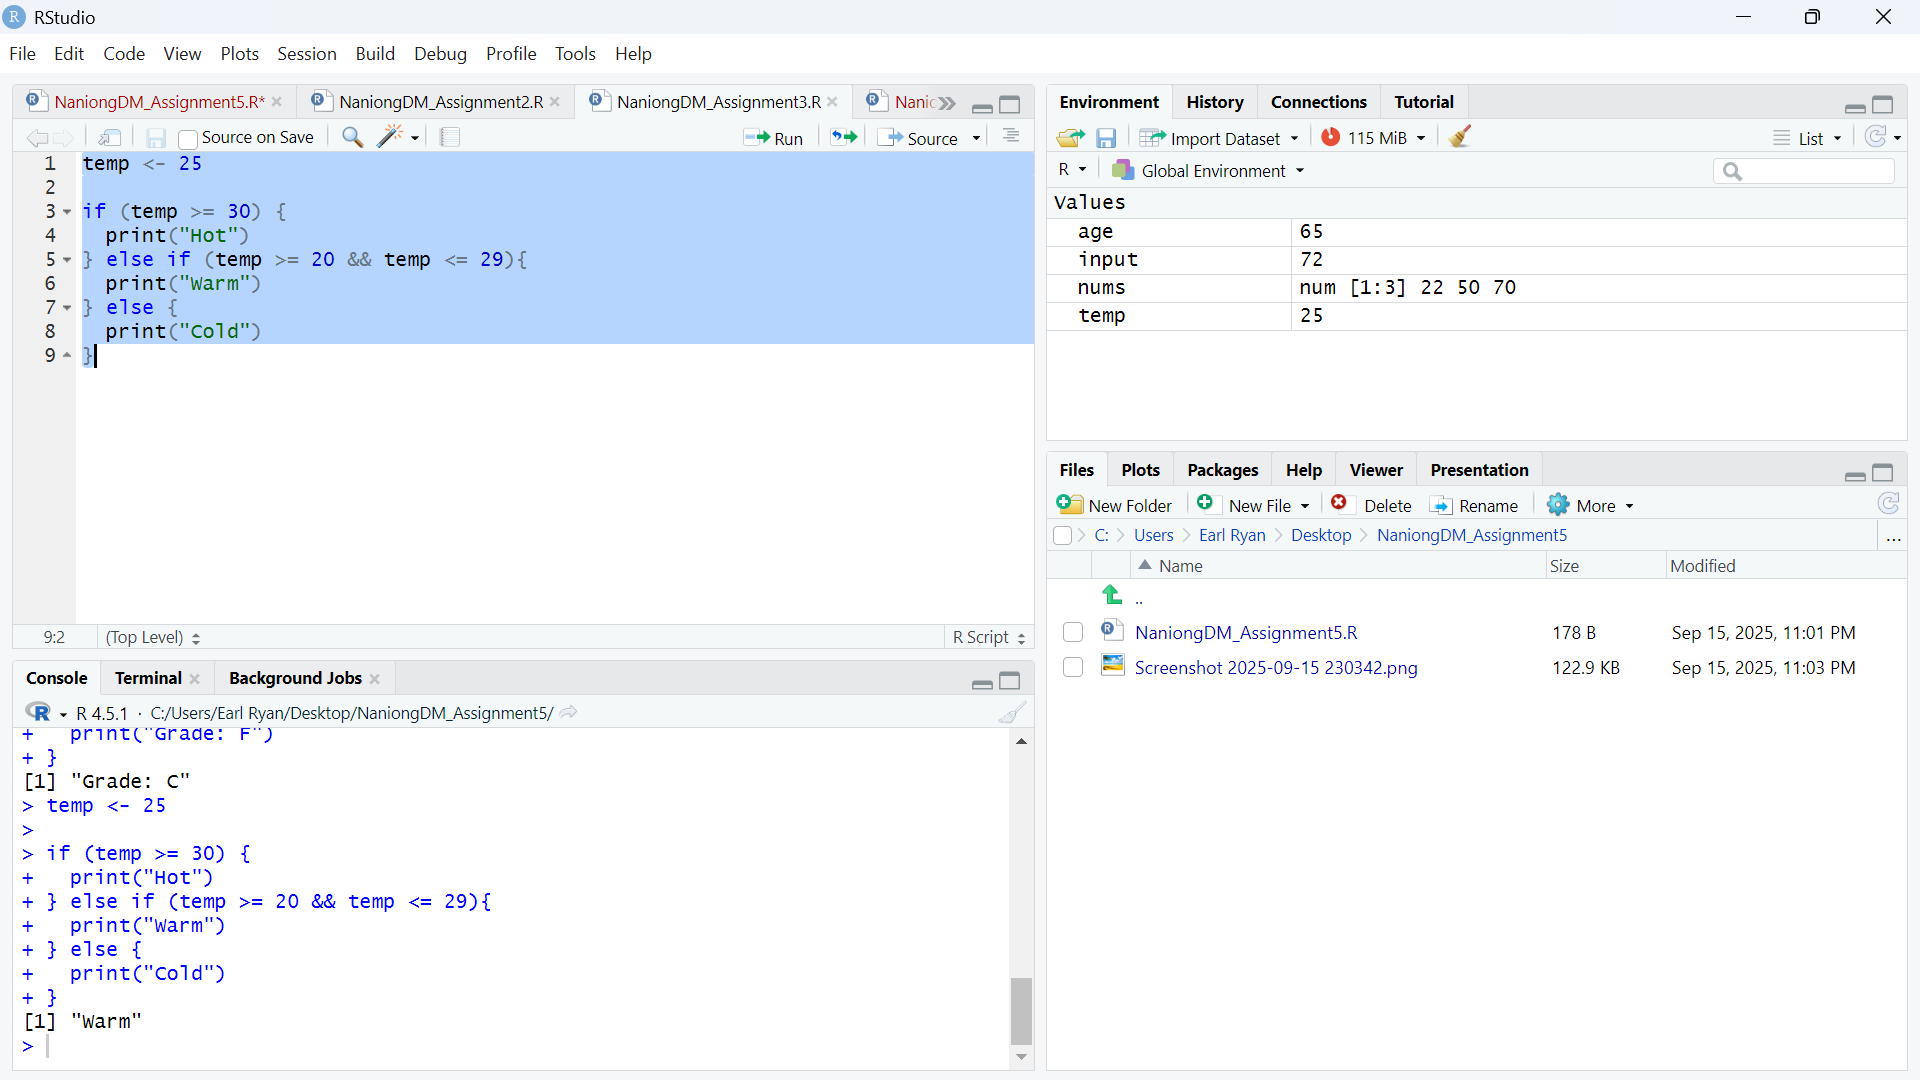 RStudio
File Edit Code View Plots Session Build Debug Profile Tools Help
NaniongDM_Assignment5.R* NaniongDM_Assignment2.R NaniongDM_Assignment3.R Nanic
Source on Save Run Source
1 temp <- 25
2
3 if (temp >= 30) {
4   print("Hot")
5 } else if (temp >= 20 && temp <= 29){
6   print("Warm")
7 } else {
8   print("Cold")
9 }
9:2 (Top Level) R Script
Console Terminal Background Jobs
R 4.5.1 · C:/Users/Earl Ryan/Desktop/NaniongDM_Assignment5/
+   print("Grade: F")
+ }
[1] "Grade: C"
> temp <- 25
>
> if (temp >= 30) {
+   print("Hot")
+ } else if (temp >= 20 && temp <= 29){
+   print("Warm")
+ } else {
+   print("Cold")
+ }
[1] "Warm"
>
Environment History Connections Tutorial
Import Dataset 115 MiB List
R Global Environment
Values
age 65
input 72
nums num [1:3] 22 50 70
temp 25
Files Plots Packages Help Viewer Presentation
New Folder New File Delete Rename More
C: Users Earl Ryan Desktop NaniongDM_Assignment5 ...
Name Size Modified
..
NaniongDM_Assignment5.R 178 B Sep 15, 2025, 11:01 PM
Screenshot 2025-09-15 230342.png 122.9 KB Sep 15, 2025, 11:03 PM